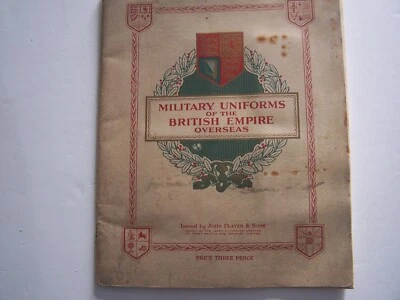 MILITARY UNIFORMS
OF THE
BRITISH EMPIRE
OVERSEAS
Issued by JOHN PLAYER & SONS
PRICE THREE PENCE